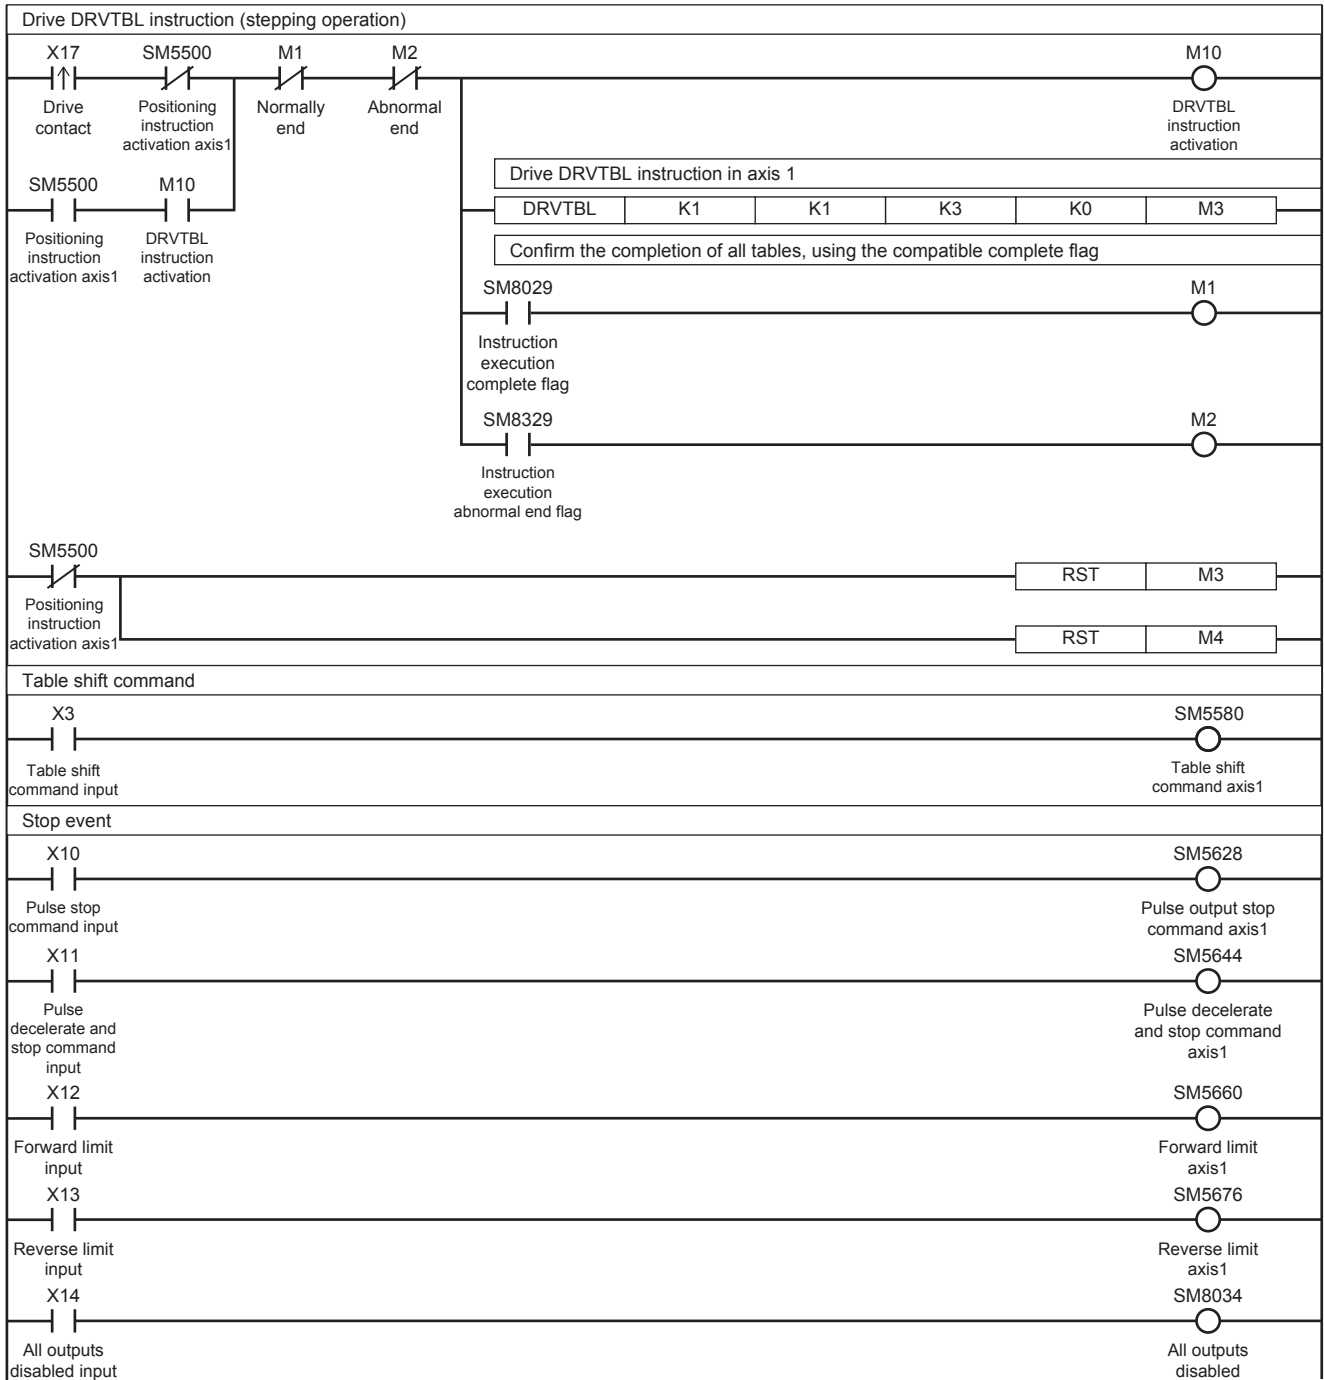 Drive DRVTBL instruction (stepping operation)
X17 SM5500 M1 M2 M10
Drive Positioning Normally Abnormal DRVTBL
contact instruction end end instruction
activation axis1 activation
Drive DRVTBL instruction in axis 1
SM5500 M10
DRVTBL K1 K1 K3 K0 M3
Positioning DRVTBL
instruction instruction
activation axis1 activation
Confirm the completion of all tables, using the compatible complete flag
SM8029 M1
Instruction
execution
complete flag
SM8329 M2
Instruction
execution
abnormal end flag
SM5500
RST M3
Positioning
instruction
activation axis1
RST M4
Table shift command
X3 SM5580
Table shift Table shift
command input command axis1
Stop event
X10 SM5628
Pulse stop Pulse output stop
command input command axis1
X11 SM5644
Pulse Pulse decelerate
decelerate and and stop command
stop command axis1
input
X12 SM5660
Forward limit Forward limit
input axis1
X13 SM5676
Reverse limit Reverse limit
input axis1
X14 SM8034
All outputs All outputs
disabled input disabled